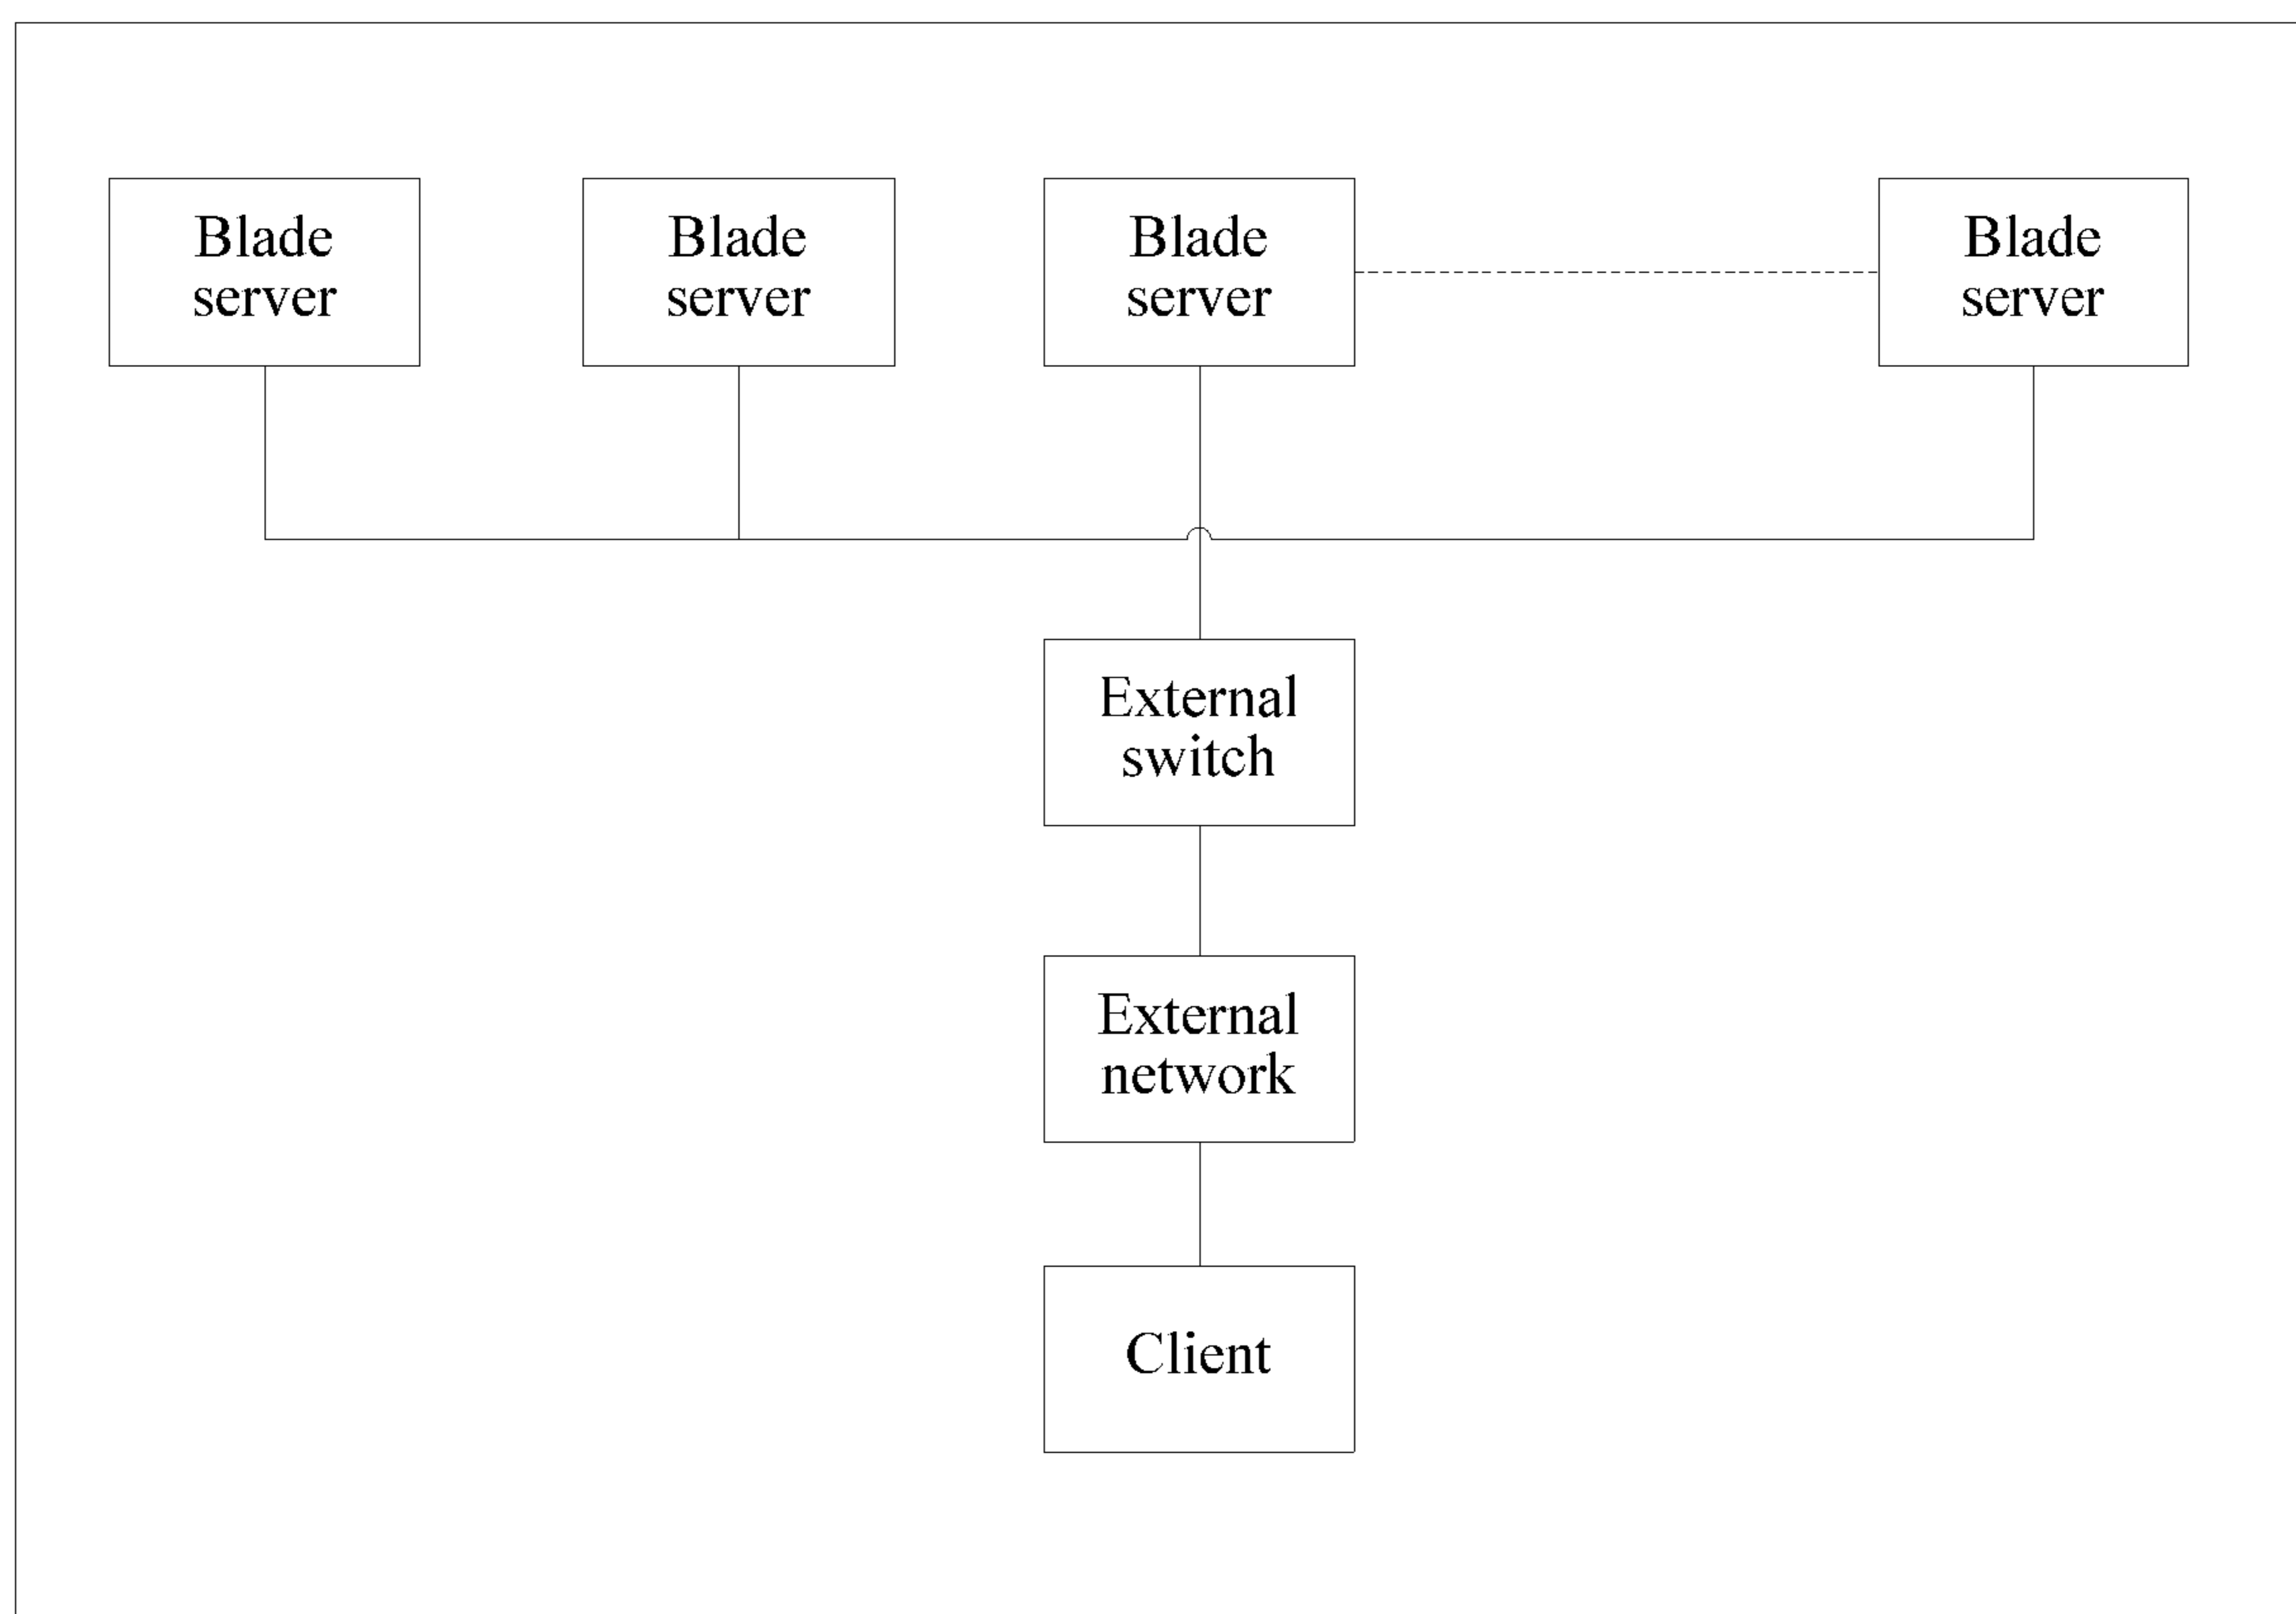 Blade
server
Blade
server
Blade
server
Blade
server
External
switch
External
network
Client